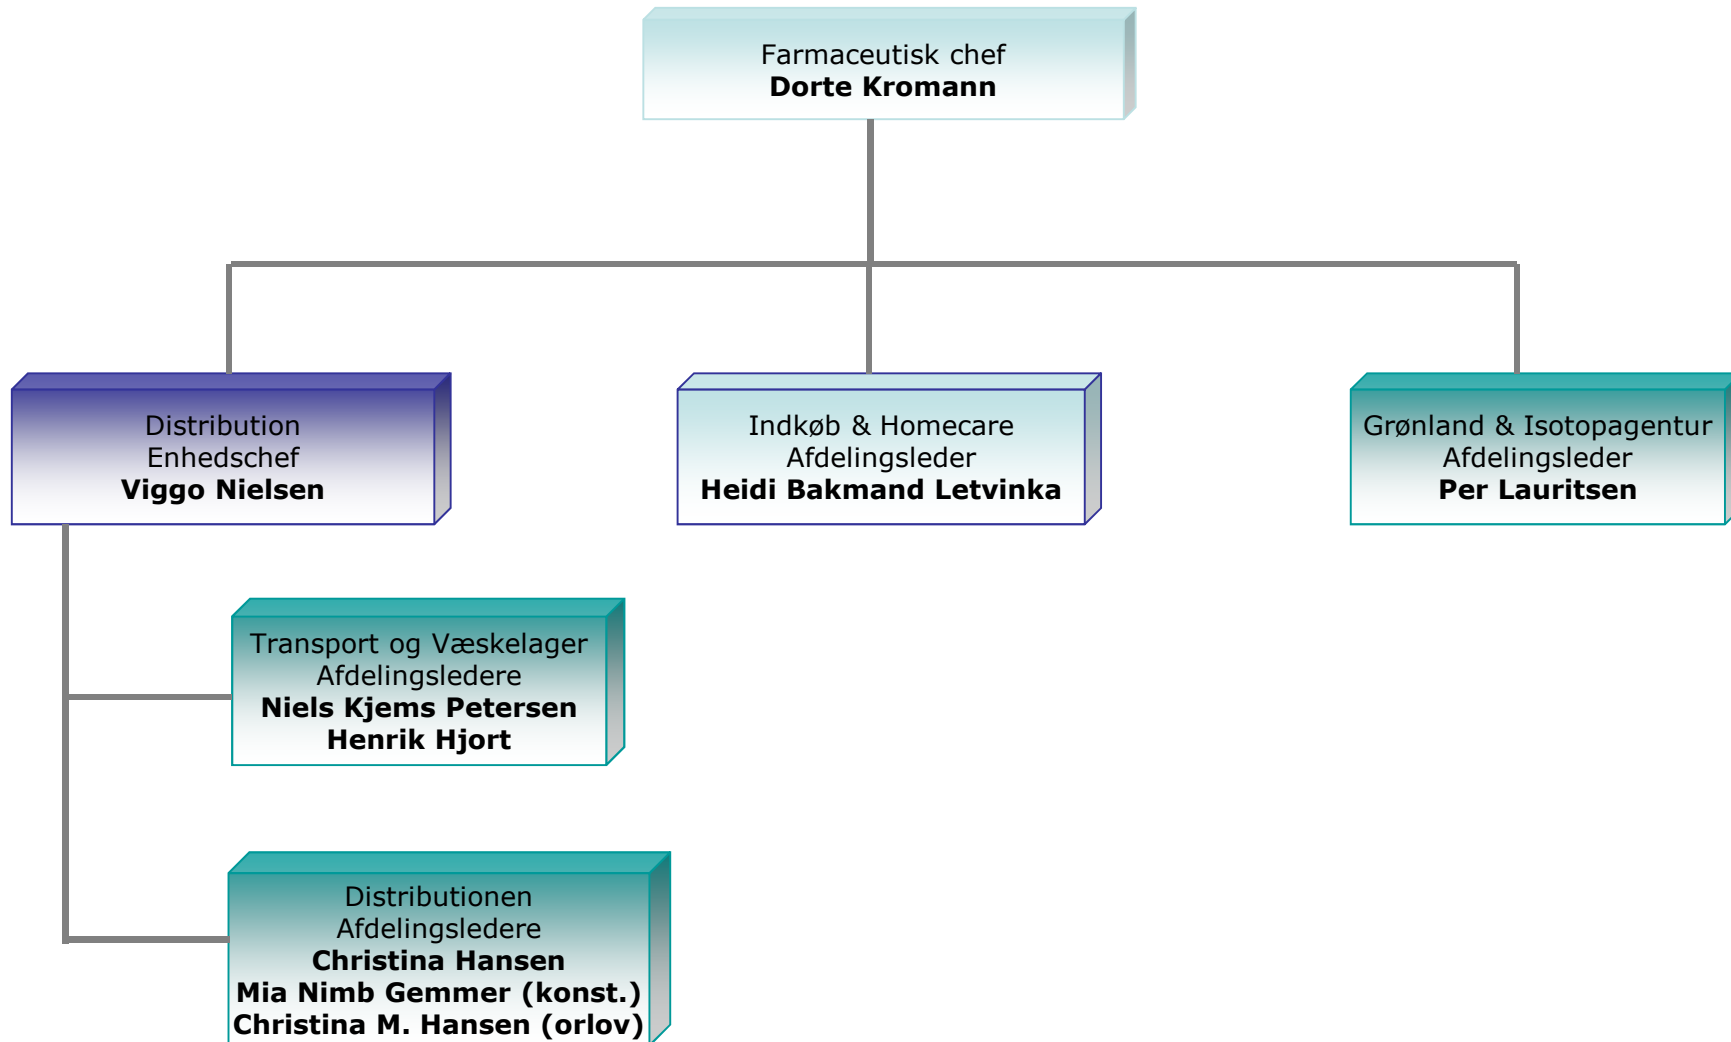 Farmaceutisk chef
Dorte Kromann
Distribution
Enhedschef
Viggo Nielsen
Indkøb & Homecare
Afdelingsleder
Heidi Bakmand Letvinka
Grønland & Isotopagentur
Afdelingsleder
Per Lauritsen
Transport og Væskelager
Afdelingsledere
Niels Kjems Petersen
Henrik Hjort
Distributionen
Afdelingsledere
Christina Hansen
Mia Nimb Gemmer (konst.)
Christina M. Hansen (orlov)